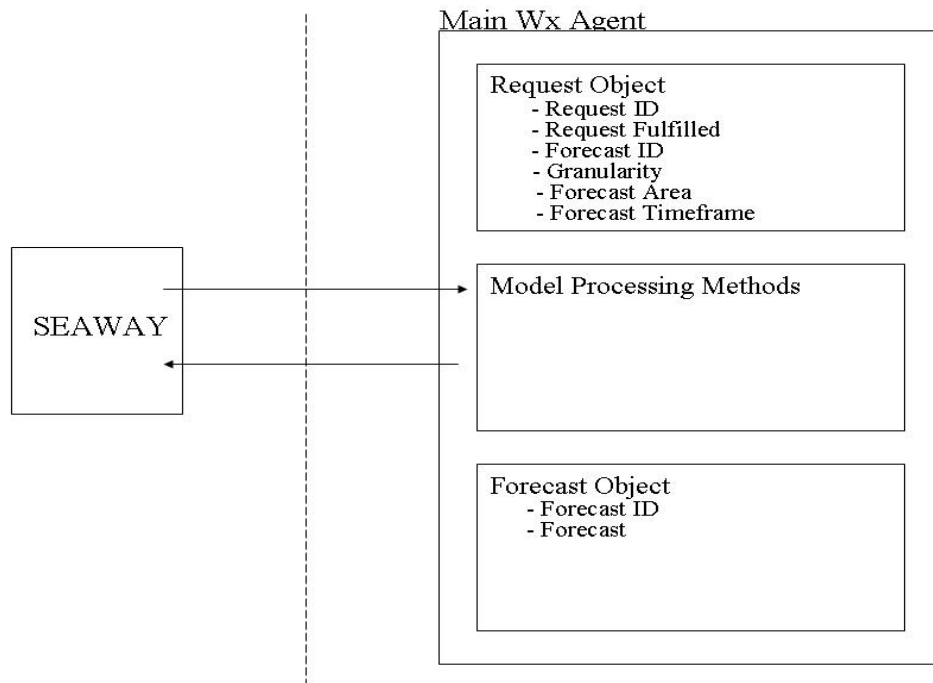 Main Wx Agent
Request Object
- Request ID
- Request Fulfilled
- Forecast ID
- Granularity
- Forecast Area
- Forecast Timeframe
SEAWAY
Model Processing Methods
Forecast Object
- Forecast ID
- Forecast